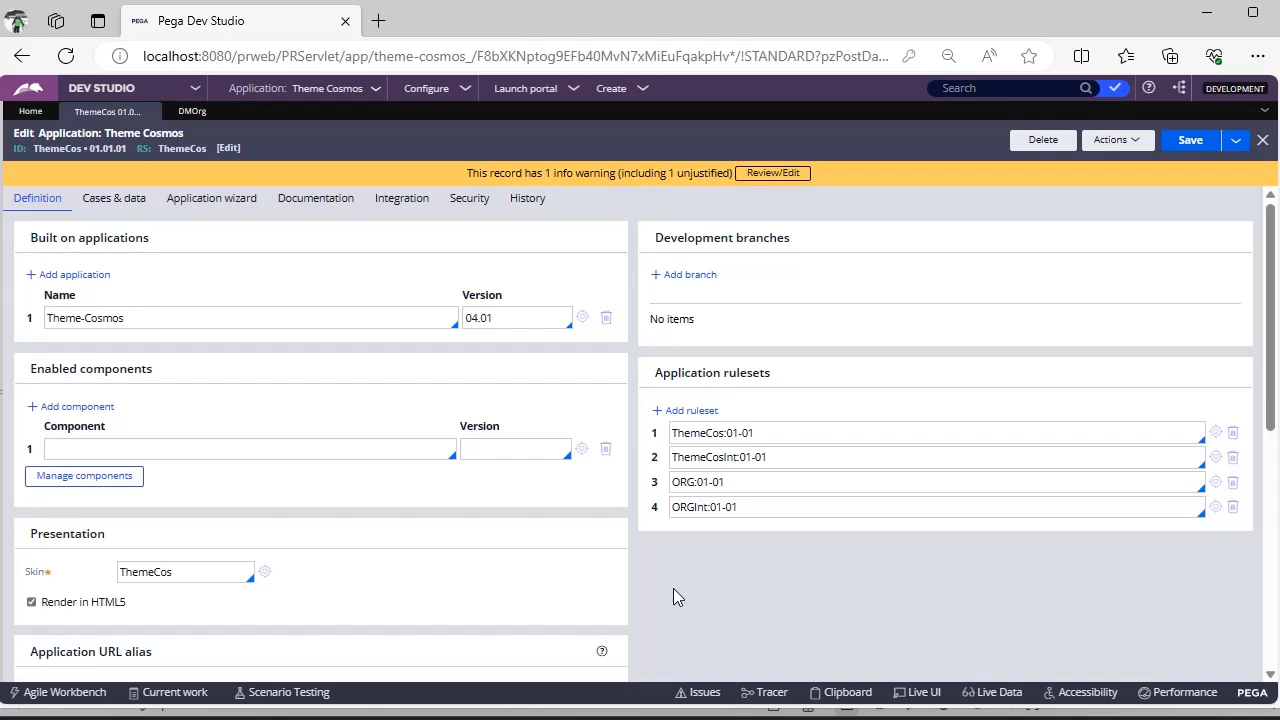 PEGA Pega Dev Studio
localhost:8080/prweb/PRServlet/app/theme-cosmos_/F8bXKNptog9EFb40MvN7xMiEuFqakpHv*/!STANDARD?pzPostDa...
DEV STUDIO Application: Theme Cosmos Configure Launch portal Create Search DEVELOPMENT
Home ThemeCos 01.0... DMOrg
Edit Application: Theme Cosmos
ID: ThemeCos • 01.01.01 RS: ThemeCos [Edit]
Delete Actions Save
This record has 1 info warning (including 1 unjustified) Review/Edit
Definition Cases & data Application wizard Documentation Integration Security History
Built on applications
+ Add application
Name Version
1 Theme-Cosmos 04.01
Enabled components
+ Add component
Component Version
1
Manage components
Presentation
Skin★ ThemeCos
Render in HTML5
Application URL alias
Development branches
+ Add branch
No items
Application rulesets
+ Add ruleset
1 ThemeCos:01-01
2 ThemeCosInt:01-01
3 ORG:01-01
4 ORGInt:01-01
Agile Workbench Current work Scenario Testing Issues Tracer Clipboard Live UI Live Data Accessibility Performance PEGA